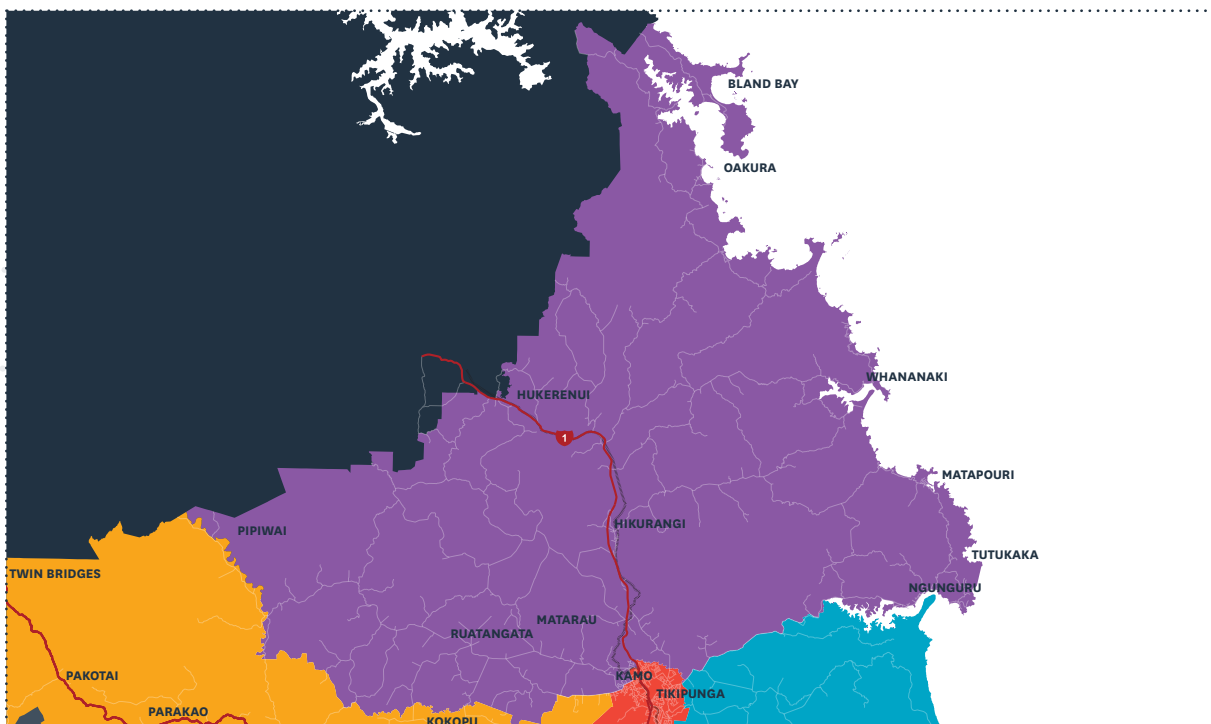 BLAND BAY
OAKURA
WHANANAKI
HUKERENUI
1
MATAPOURI
HIKURANGI
PIPIWAI
TUTUKAKA
TWIN BRIDGES
NGUNGURU
MATARAU
RUATANGATA
PAKOTAI
KAMO
TIKIPUNGA
PARAKAO
KOKOPU